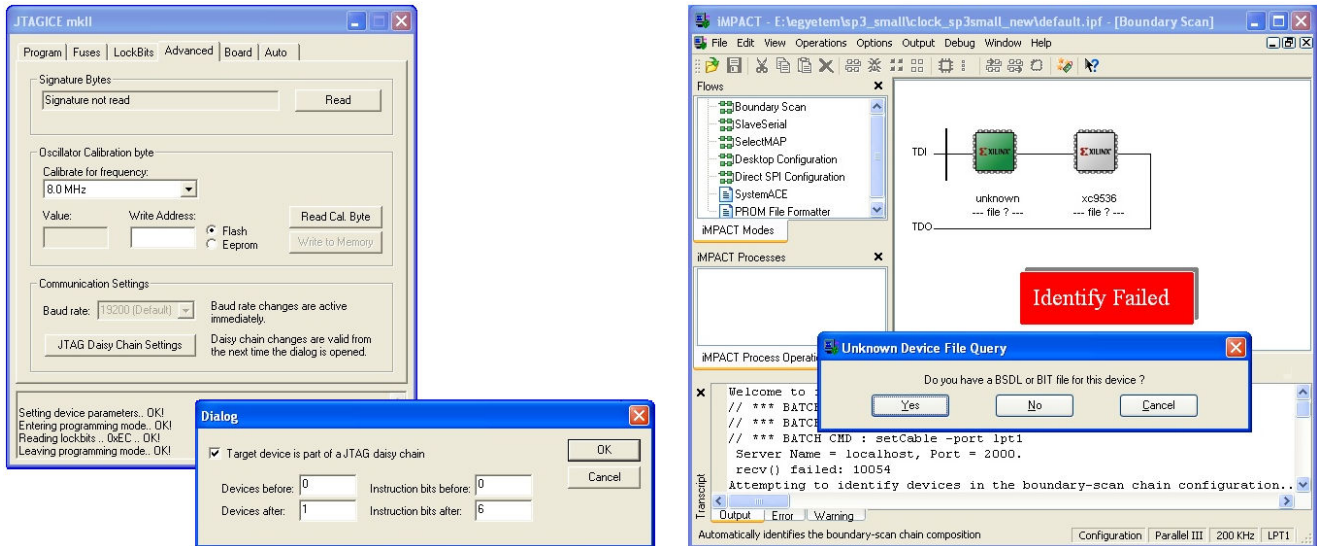 JTAGICE mkII
Program Fuses LockBits Advanced Board Auto
Signature Bytes
Signature not read Read
Oscillator Calibration byte
Calibrate for frequency:
8.0 MHz
Value: Write Address:
Flash
Eeprom
Read Cal. Byte
Write to Memory
Communication Settings
Baud rate: 19200 (Default)
Baud rate changes are active
immediately.
JTAG Daisy Chain Settings
Daisy chain changes are valid from
the next time the dialog is opened.
Setting device parameters.. OK!
Entering programming mode.. OK!
Reading lockbits .. 0xEC .. OK!
Leaving programming mode.. OK!
Dialog
Target device is part of a JTAG daisy chain
OK
Cancel
Devices before: 0 Instruction bits before: 0
Devices after: 1 Instruction bits after: 6
iMPACT - E:\egyetem\sp3_small\clock_sp3small_new\default.ipf - [Boundary Scan]
File Edit View Operations Options Output Debug Window Help
Flows
Boundary Scan
SlaveSerial
SelectMAP
Desktop Configuration
Direct SPI Configuration
SystemACE
PROM File Formatter
iMPACT Modes
iMPACT Processes
iMPACT Process Operati
TDI
XILINX XILINX
unknown xc9536
--- file ? --- --- file ? ---
TDO
Identify Failed
Unknown Device File Query
Do you have a BSDL or BIT file for this device ?
Yes No Cancel
Welcome to
// *** BATCH
// *** BATCH
// *** BATCH CMD : setCable -port lpt1
Server Name = localhost, Port = 2000.
recv() failed: 10054
Attempting to identify devices in the boundary-scan chain configuration..
Transcript
Output Error Warning
Automatically identifies the boundary-scan chain composition Configuration Parallel III 200 KHz LPT1